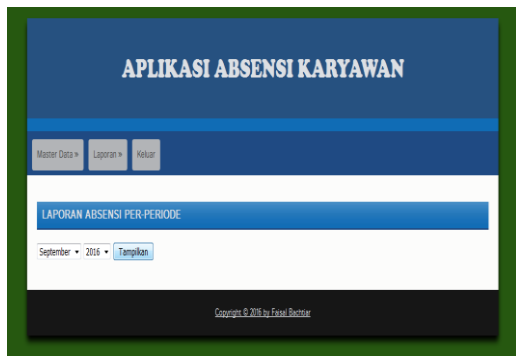 APLIKASI ABSENSI KARYAWAN
Master Data » Laporan » Keluar
LAPORAN ABSENSI PER-PERIODE
September 2016 Tampilkan
Copyright © 2016 by Faisal Bachtiar